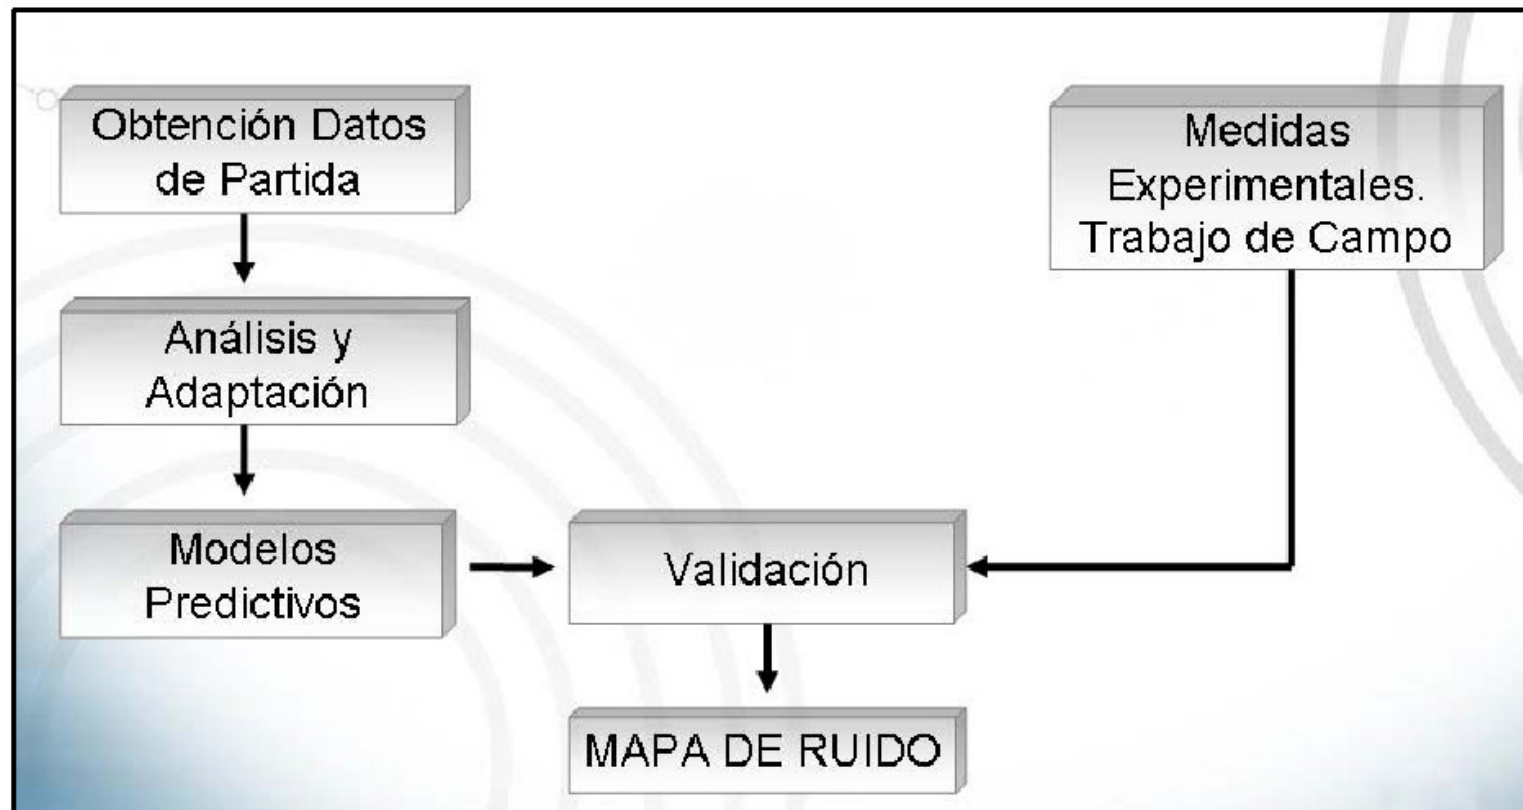 Obtención Datos
de Partida
Medidas
Experimentales.
Trabajo de Campo
Análisis y
Adaptación
Modelos
Predictivos
Validación
MAPA DE RUIDO